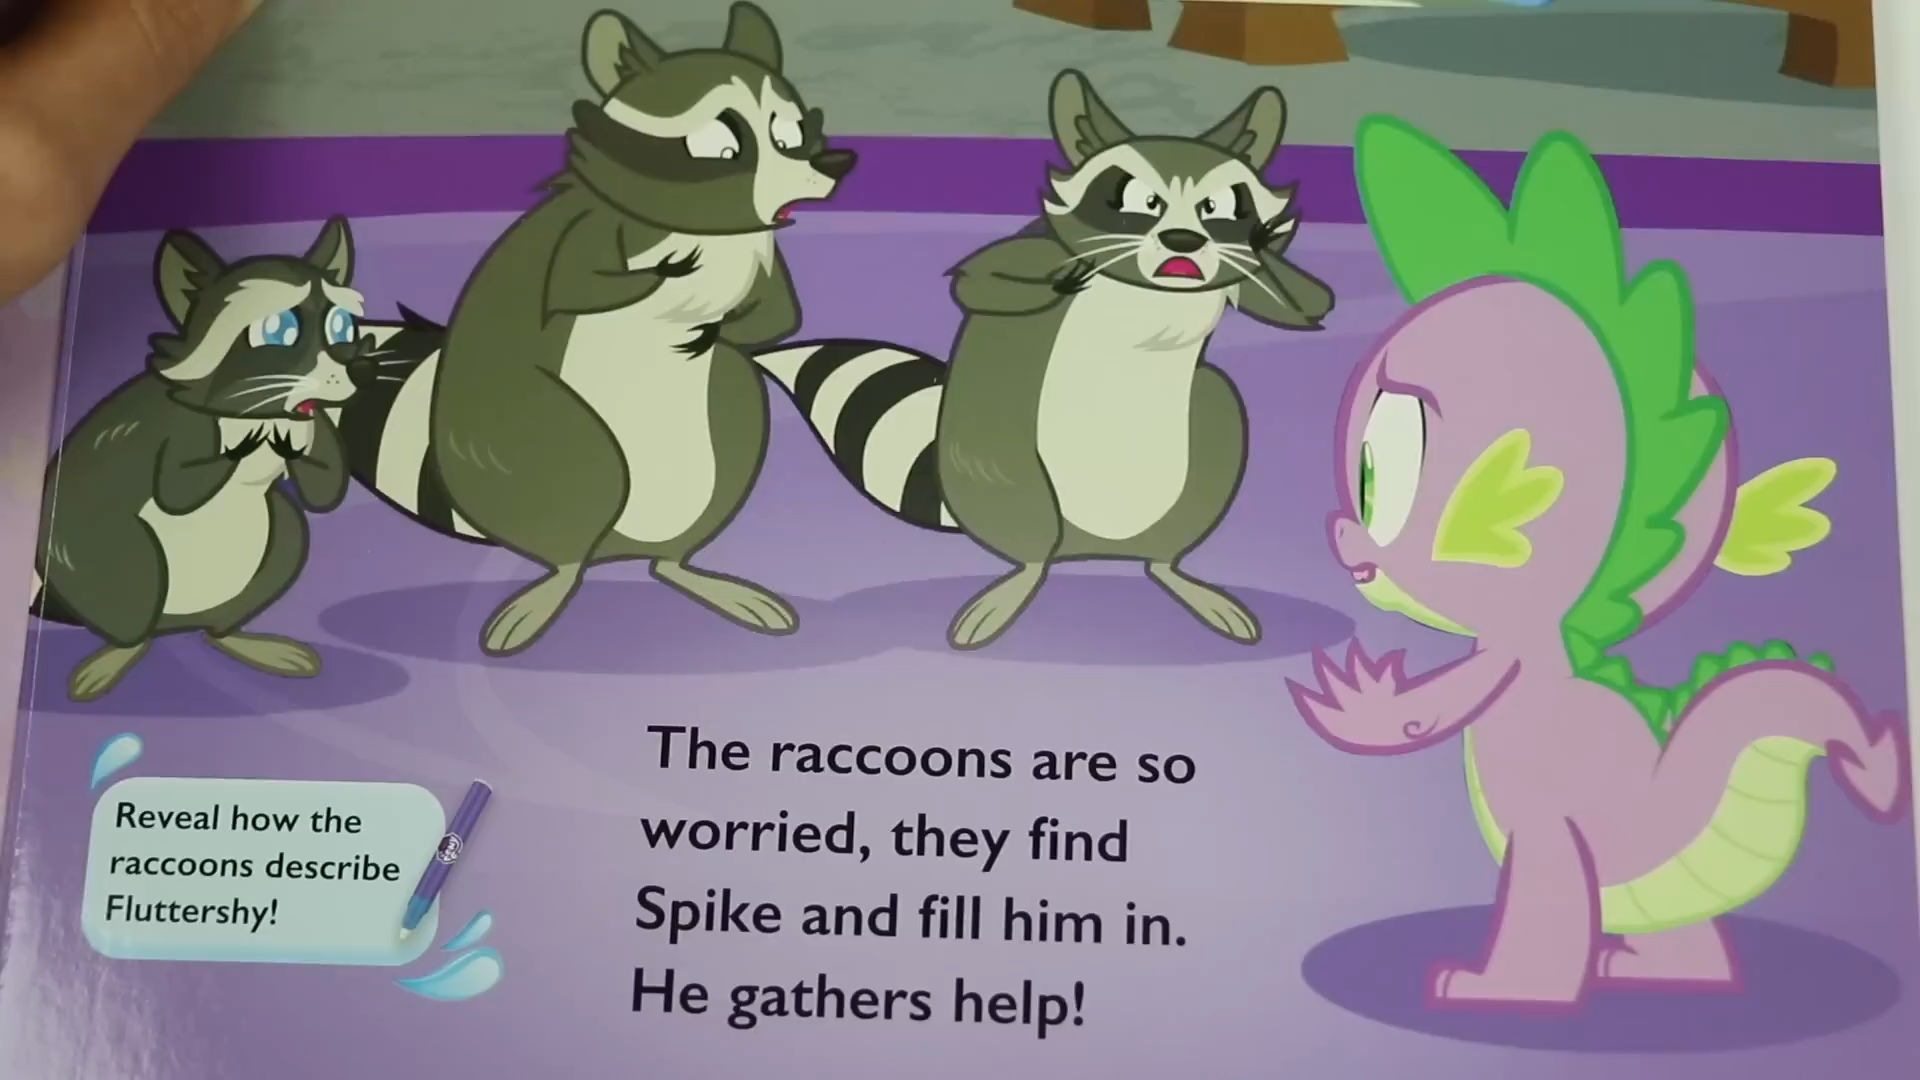 The raccoons are so
worried, they find
Spike and fill him in.
He gathers help!
Reveal how the
raccoons describe
Fluttershy!